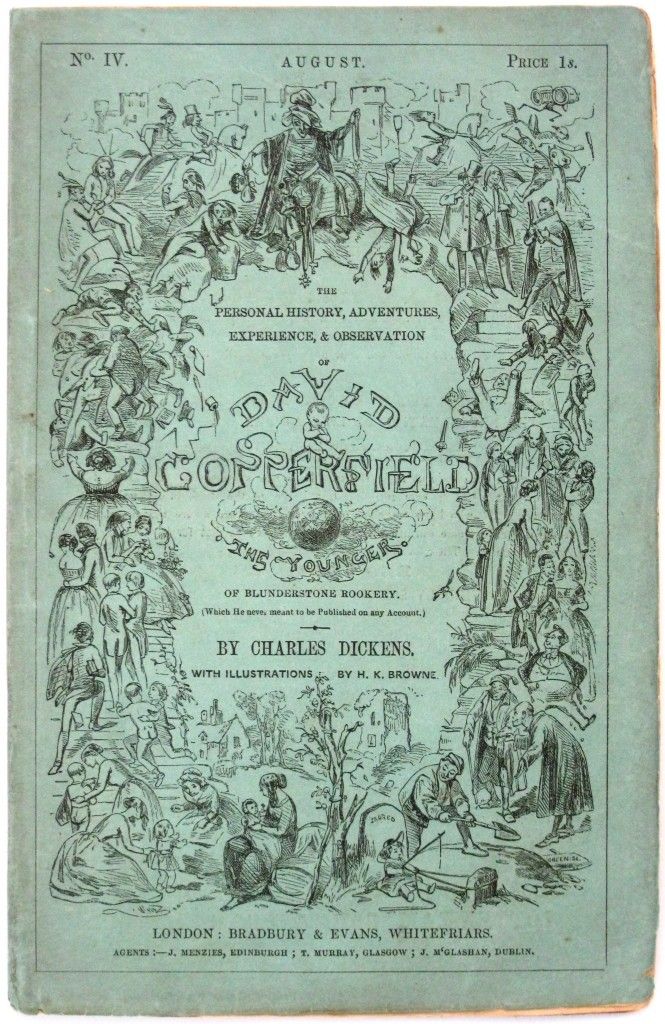 No. IV. AUGUST. PRICE 1s.
THE
PERSONAL HISTORY, ADVENTURES,
EXPERIENCE, & OBSERVATION
OF
DAVID
COPPERFIELD
THE YOUNGER.
OF BLUNDERSTONE ROOKERY.
(Which He never meant to be Published on any Account.)
BY CHARLES DICKENS.
WITH ILLUSTRATIONS BY H. K. BROWNE.
SACRED
LONDON: BRADBURY & EVANS, WHITEFRIARS.
AGENTS:—J. MENZIES, EDINBURGH; T. MURRAY, GLASGOW; J. M'GLASHAN, DUBLIN.